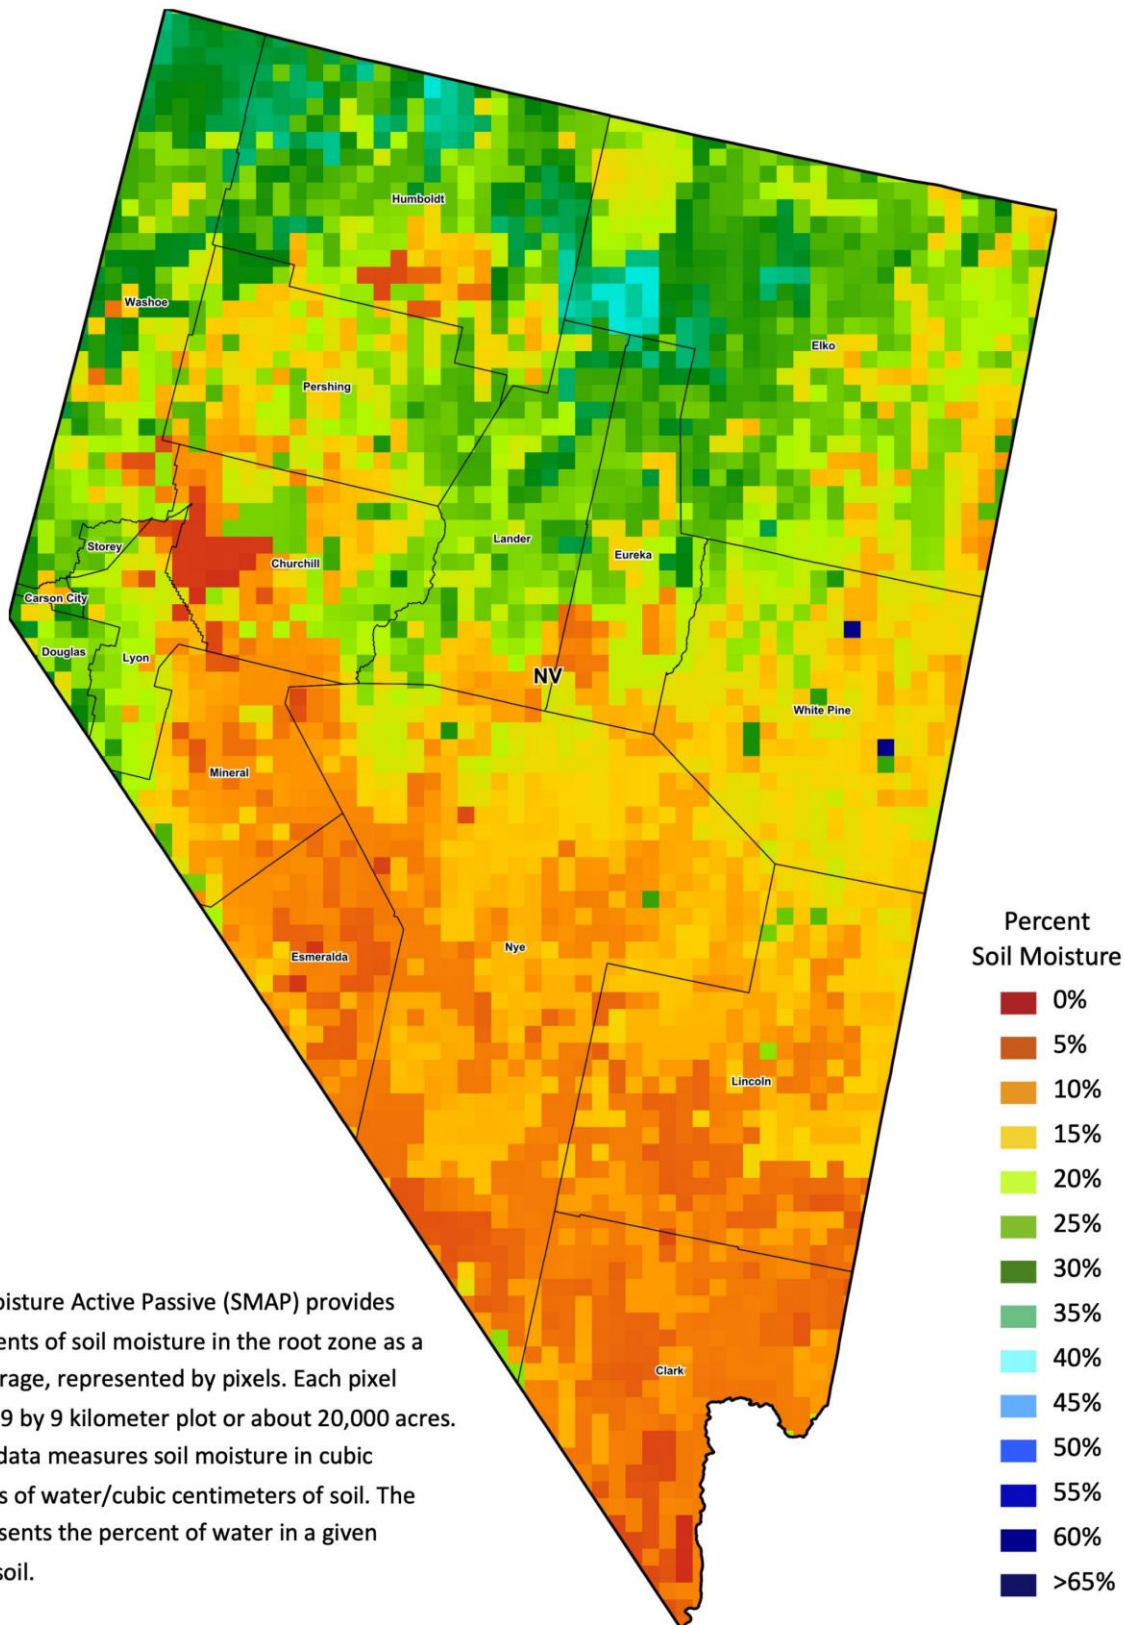 Humboldt
Washoe
Elko
Pershing
Storey
Churchill
Lander
Eureka
Carson City
Douglas
Lyon
NV
White Pine
Mineral
Esmeralda
Nye
Lincoln
Clark
Percent
Soil Moisture
0%
5%
10%
15%
20%
25%
30%
35%
40%
45%
50%
55%
60%
>65%
Active Passive (SMAP) provides
of soil moisture in the root zone as a
represented by pixels. Each pixel
9 by 9 kilometer plot or about 20,000 acres.
data measures soil moisture in cubic
of water/cubic centimeters of soil. The
the percent of water in a given
soil.